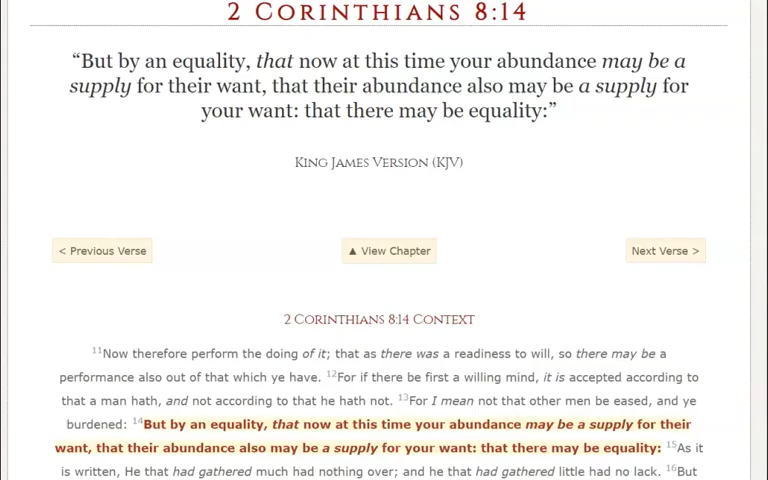 2 Corinthians 8:14
“But by an equality, that now at this time your abundance may be a
supply for their want, that their abundance also may be a supply for
your want: that there may be equality:”
King James Version (KJV)
< Previous Verse
▲ View Chapter
Next Verse >
2 Corinthians 8:14 Context
11Now therefore perform the doing of it; that as there was a readiness to will, so there may be a
performance also out of that which ye have. 12For if there be first a willing mind, it is accepted according to
that a man hath, and not according to that he hath not. 13For I mean not that other men be eased, and ye
burdened: 14But by an equality, that now at this time your abundance may be a supply for their
want, that their abundance also may be a supply for your want: that there may be equality: 15As it
is written, He that had gathered much had nothing over; and he that had gathered little had no lack. 16But